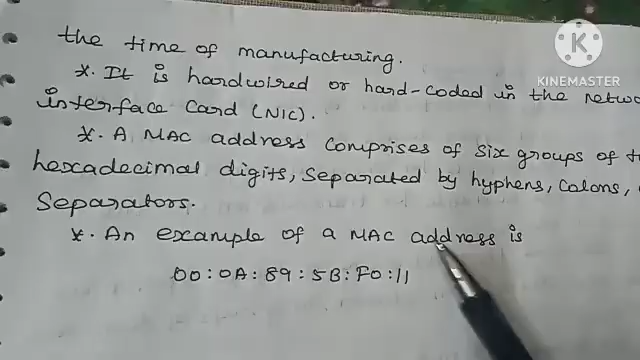 the time of manufacturing.
*. It is hardwired or hard-coded in the
interface card (NIC).
*. A MAC address comprises of six groups of
hexadecimal digits, separated by hyphens, colons,
separators.
*. An example of a MAC address is
00:0A:89:5B:F0:11
K
KINEMASTER